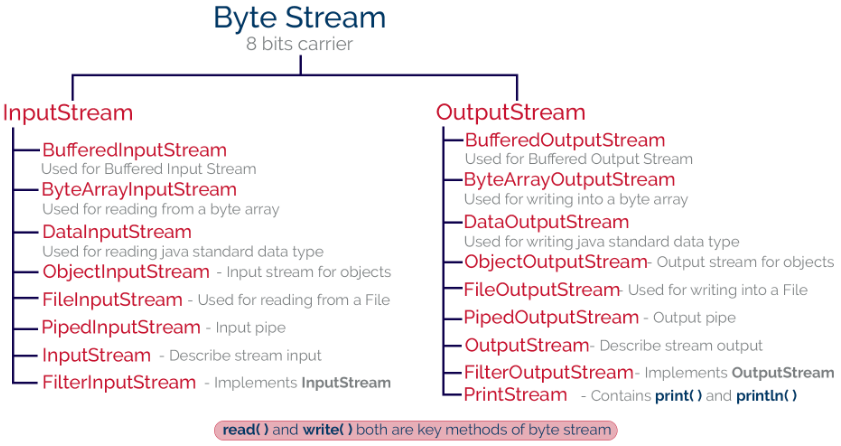 Byte Stream
8 bits carrier
InputStream
BufferedInputStream
Used for Buffered Input Stream
ByteArrayInputStream
Used for reading from a byte array
DataInputStream
Used for reading java standard data type
ObjectInputStream - Input stream for objects
FileInputStream - Used for reading from a File
PipedInputStream - Input pipe
InputStream - Describe stream input
FilterInputStream - Implements InputStream
OutputStream
BufferedOutputStream
Used for Buffered Output Stream
ByteArrayOutputStream
Used for writing into a byte array
DataOutputStream
Used for writing java standard data type
ObjectOutputStream- Output stream for objects
FileOutputStream- Used for writing into a File
PipedOutputStream - Output pipe
OutputStream- Describe stream output
FilterOutputStream- Implements OutputStream
PrintStream - Contains print( ) and println( )
read( ) and write( ) both are key methods of byte stream